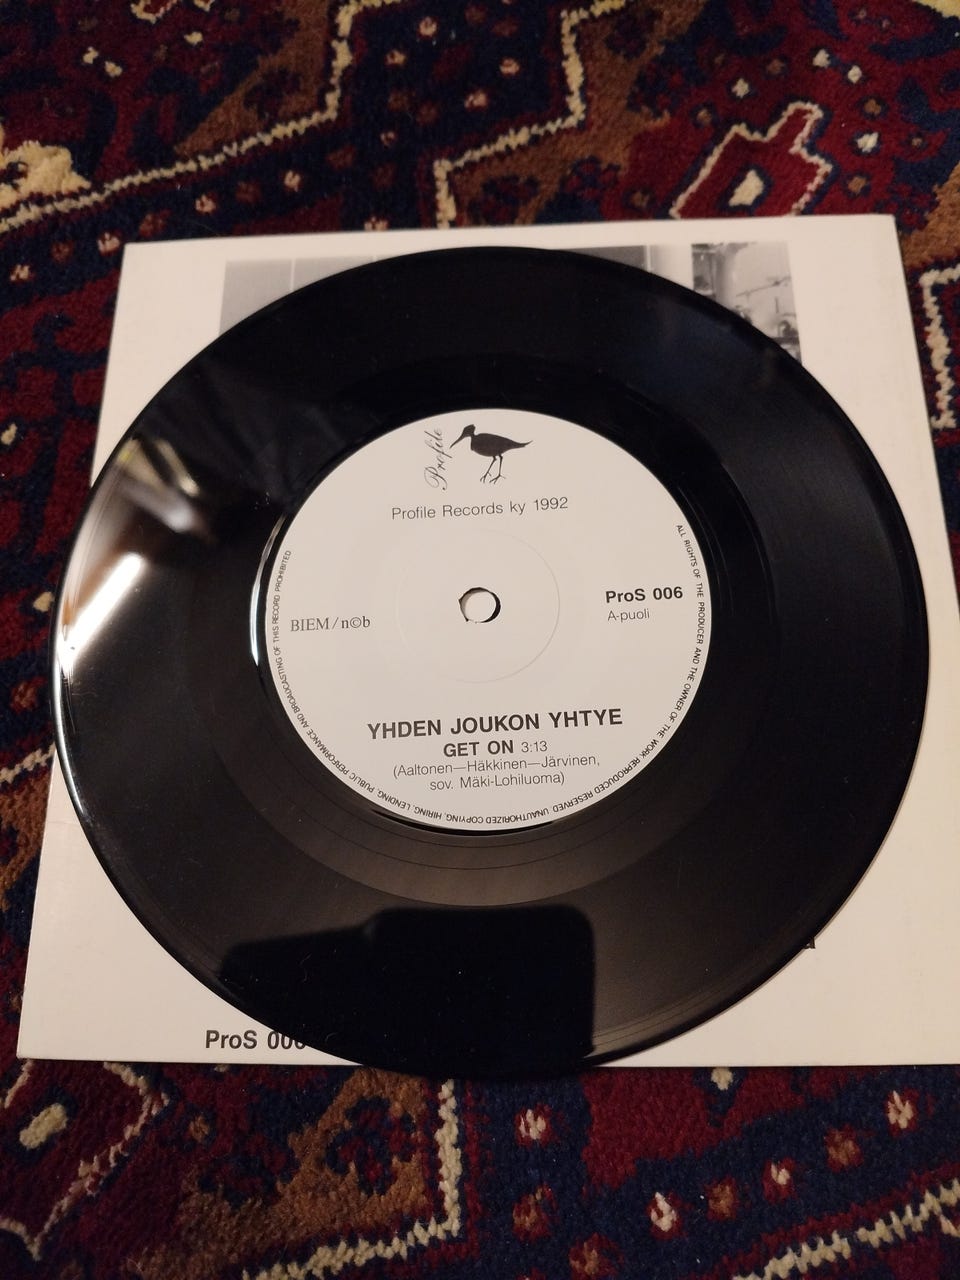 Profile
Profile Records ky 1992
BIEM/n©b
ProS 006
A-puoli
YHDEN JOUKON YHTYE
GET ON 3:13
(Aaltonen—Häkkinen—Järvinen,
sov. Mäki-Lohiluoma)
ALL RIGHTS OF THE PRODUCER AND THE OWNER OF THE WORK REPRODUCED RESERVED. UNAUTHORIZED COPYING, HIRING, LENDING, PUBLIC PERFORMANCE AND BROADCASTING OF THIS RECORD PROHIBITED
ProS 006